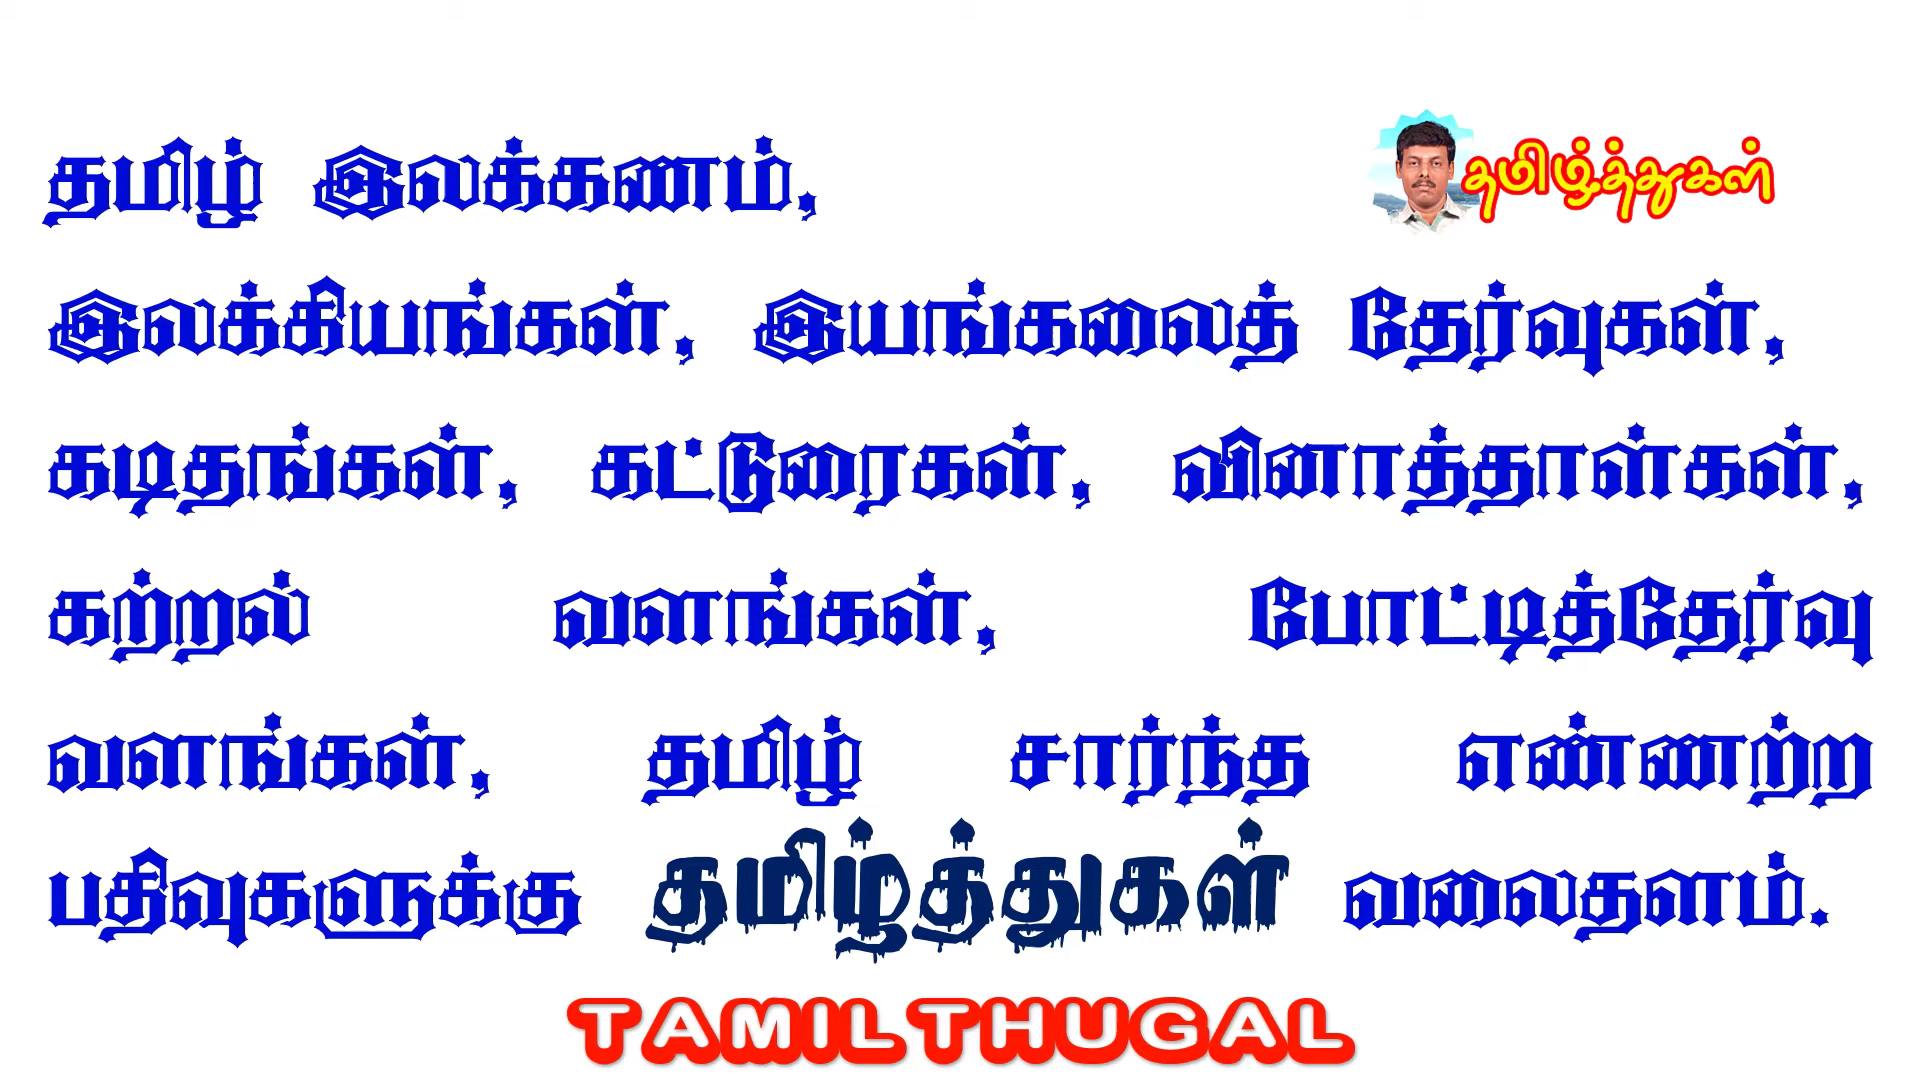 தமிழ் இலக்கணம்,
தமிழ்த்துகள்
இலக்கியங்கள், இயங்கலைத் தேர்வுகள்,
கடிதங்கள், கட்டுரைகள், வினாத்தாள்கள்,
கற்றல் வளங்கள், போட்டித்தேர்வு
வளங்கள், தமிழ் சார்ந்த எண்ணற்ற
பதிவுகளுக்கு தமிழ்த்துகள் வலைதளம்.
TAMILTHUGAL